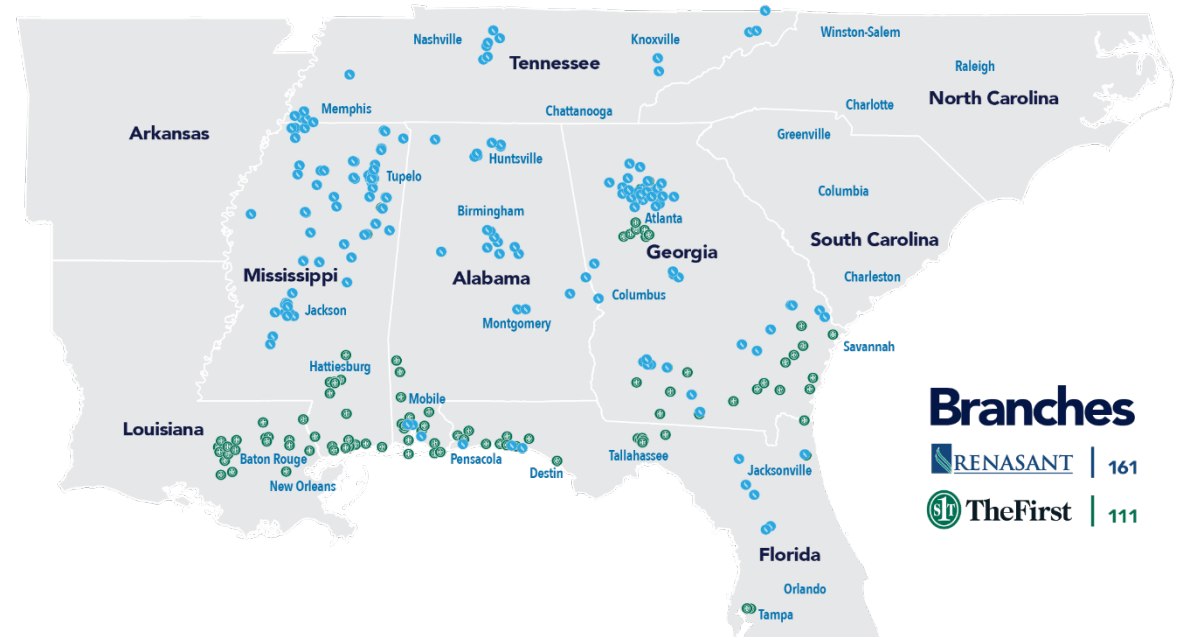 Nashville
Knoxville
Winston-Salem
Tennessee
Raleigh
North Carolina
Memphis
Chattanooga
Charlotte
Arkansas
Greenville
Huntsville
Tupelo
Columbia
Birmingham
Atlanta
South Carolina
Georgia
Mississippi
Alabama
Charleston
Columbus
Jackson
Montgomery
Savannah
Hattiesburg
Mobile
Branches
Louisiana
Baton Rouge
Pensacola
Tallahassee
Jacksonville
Destin
RENASANT 161
New Orleans
1ST TheFirst 111
Florida
Orlando
Tampa